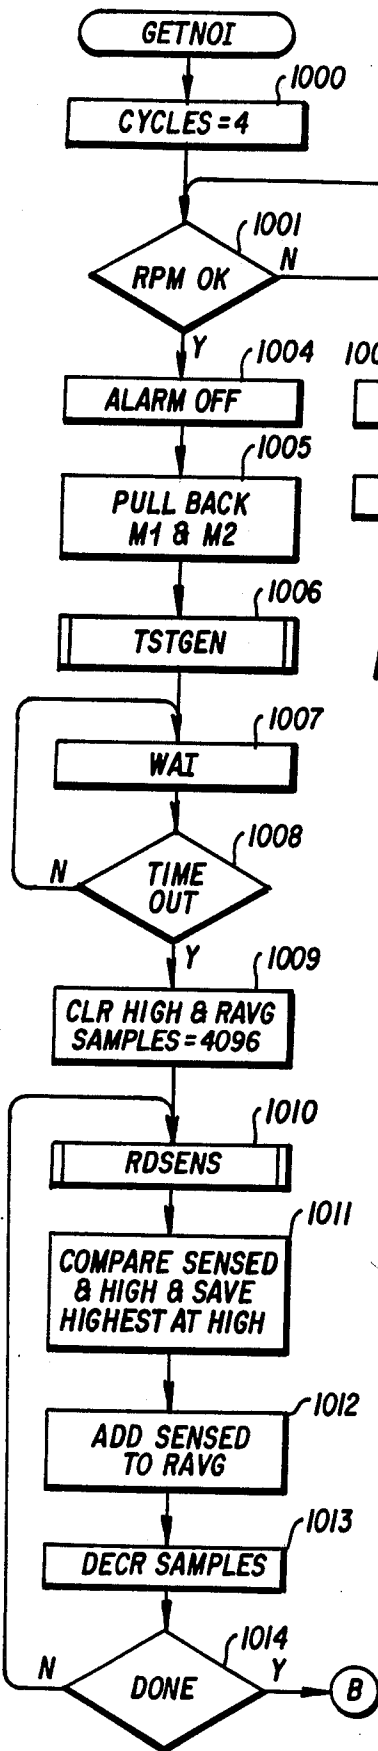 GETNOI
1000
CYCLES=4
1001
RPM OK
N
Y
1004
ALARM OFF
1005
PULL BACK
M1 & M2
1006
TSTGEN
1007
WAI
1008
TIME
OUT
N
Y
1009
CLR HIGH & RAVG
SAMPLES=4096
1010
RDSENS
1011
COMPARE SENSED
& HIGH & SAVE
HIGHEST AT HIGH
1012
ADD SENSED
TO RAVG
1013
DECR SAMPLES
1014
DONE
N
Y
B